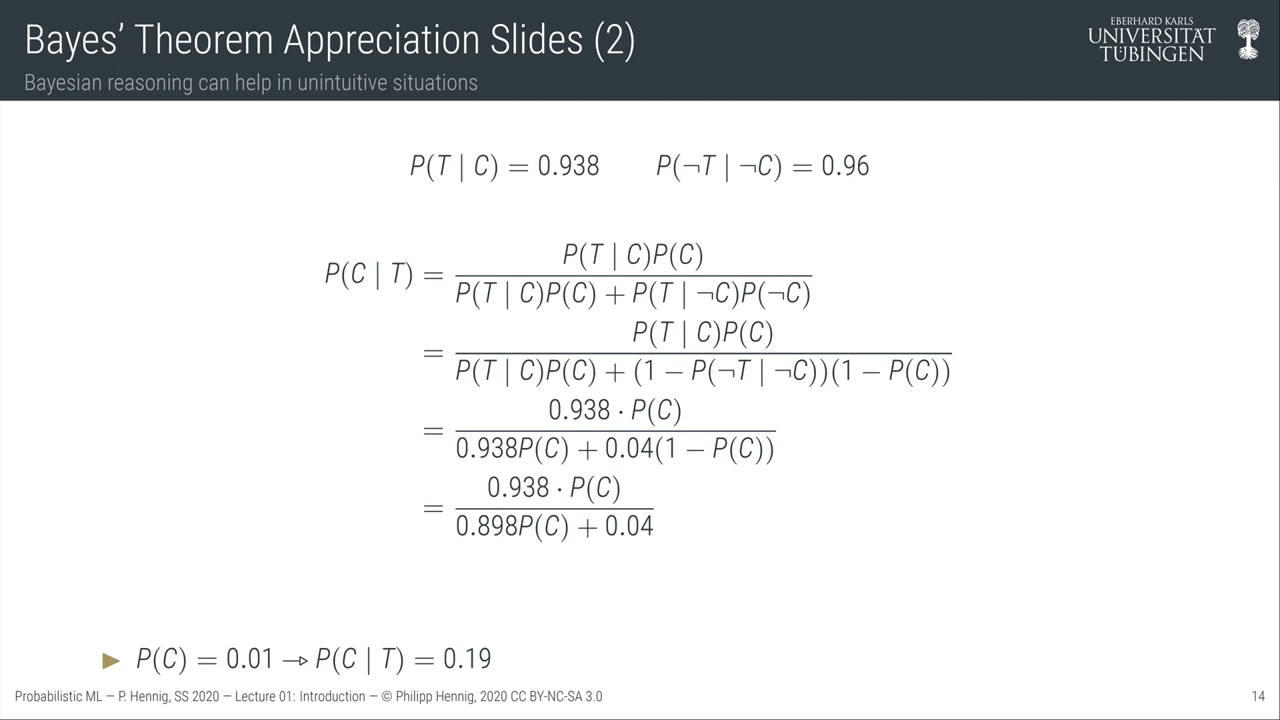 Bayes’ Theorem Appreciation Slides (2)
EBERHARD KARLS
UNIVERSITÄT
TÜBINGEN
Bayesian reasoning can help in unintuitive situations
P(T | C) = 0.938 P(¬T | ¬C) = 0.96
P(C | T) = P(T | C)P(C) / P(T | C)P(C) + P(T | ¬C)P(¬C)
= P(T | C)P(C) / P(T | C)P(C) + (1 − P(¬T | ¬C))(1 − P(C))
= 0.938 · P(C) / 0.938P(C) + 0.04(1 − P(C))
= 0.938 · P(C) / 0.898P(C) + 0.04
▶ P(C) = 0.01 → P(C | T) = 0.19
Probabilistic ML — P. Hennig, SS 2020 — Lecture 01: Introduction — © Philipp Hennig, 2020 CC BY-NC-SA 3.0 14